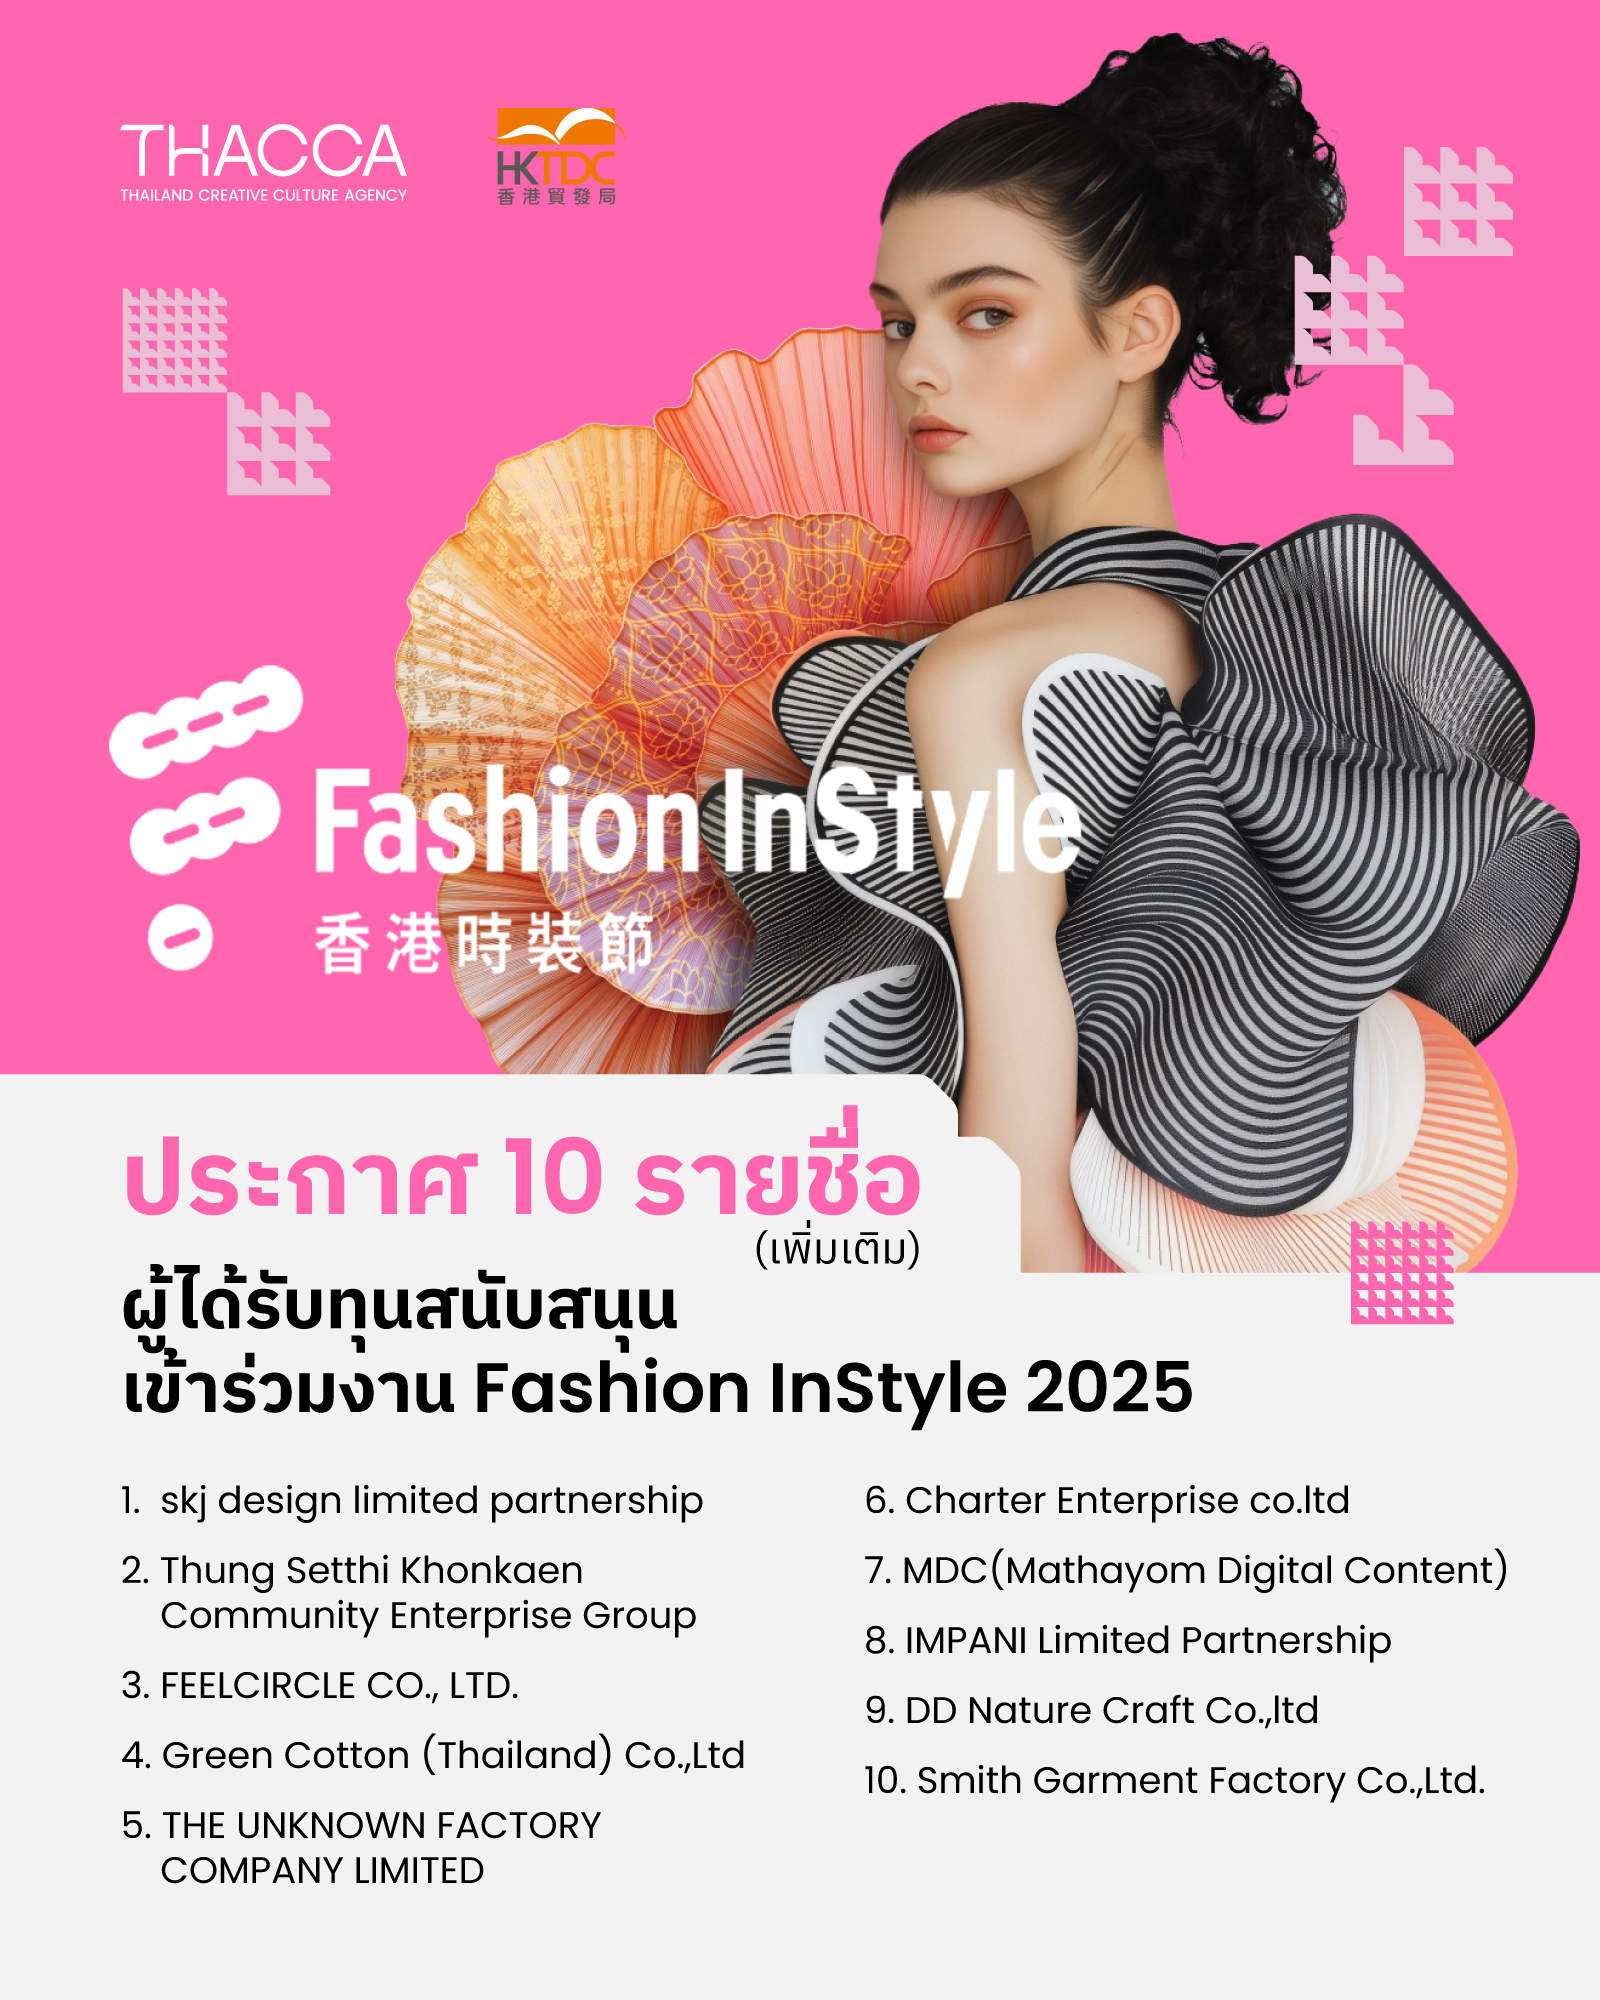 THACCA
THAILAND CREATIVE CULTURE AGENCY
HKTDC
香港貿發局
Fashion InStyle
香港時裝節
ประกาศ 10 รายชื่อ
(เพิ่มเติม)
ผู้ได้รับทุนสนับสนุน
เข้าร่วมงาน Fashion InStyle 2025
1. skj design limited partnership
2. Thung Setthi Khonkaen
Community Enterprise Group
3. FEELCIRCLE CO., LTD.
4. Green Cotton (Thailand) Co.,Ltd
5. THE UNKNOWN FACTORY
COMPANY LIMITED
6. Charter Enterprise co.ltd
7. MDC(Mathayom Digital Content)
8. IMPANI Limited Partnership
9. DD Nature Craft Co.,ltd
10. Smith Garment Factory Co.,Ltd.